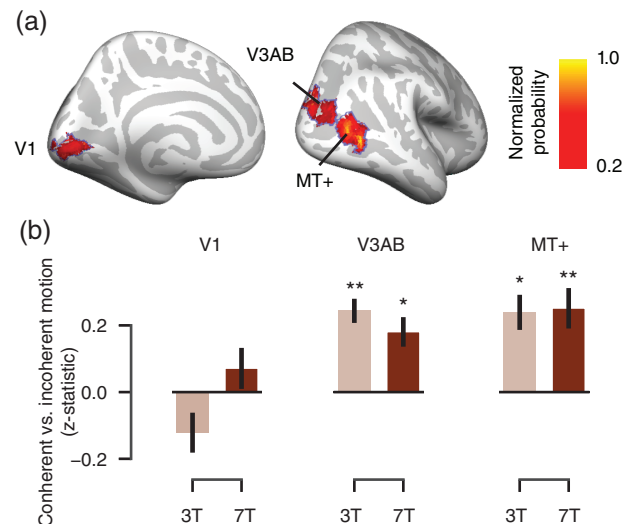 (a)
V3AB
V1
MT+
1.0
Normalized
probability
0.2
(b)
V1
V3AB
MT+
Conherent vs. incoherent motion
(z-statistic)
0.2
0.0
−0.2
**
*
*
**
3T
7T
3T
7T
3T
7T